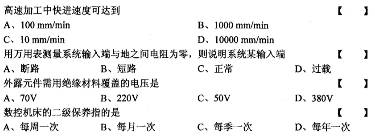 高速加工中快进速度可达到 【 】
A、100 mm/min B、1000 mm/min
C、10 mm/min D、10000 mm/min
用万用表测量系统输入端与地之间电阻为零，则说明系统某输入端 【 】
A、断路 B、短路 C、正常 D、过载
外露元件需用绝缘材料覆盖的电压是 【 】
A、70V B、220V C、50V D、380V
数控机床的二级保养指的是 【 】
A、每周一次 B、每月一次 C、每季一次 D、每年一次